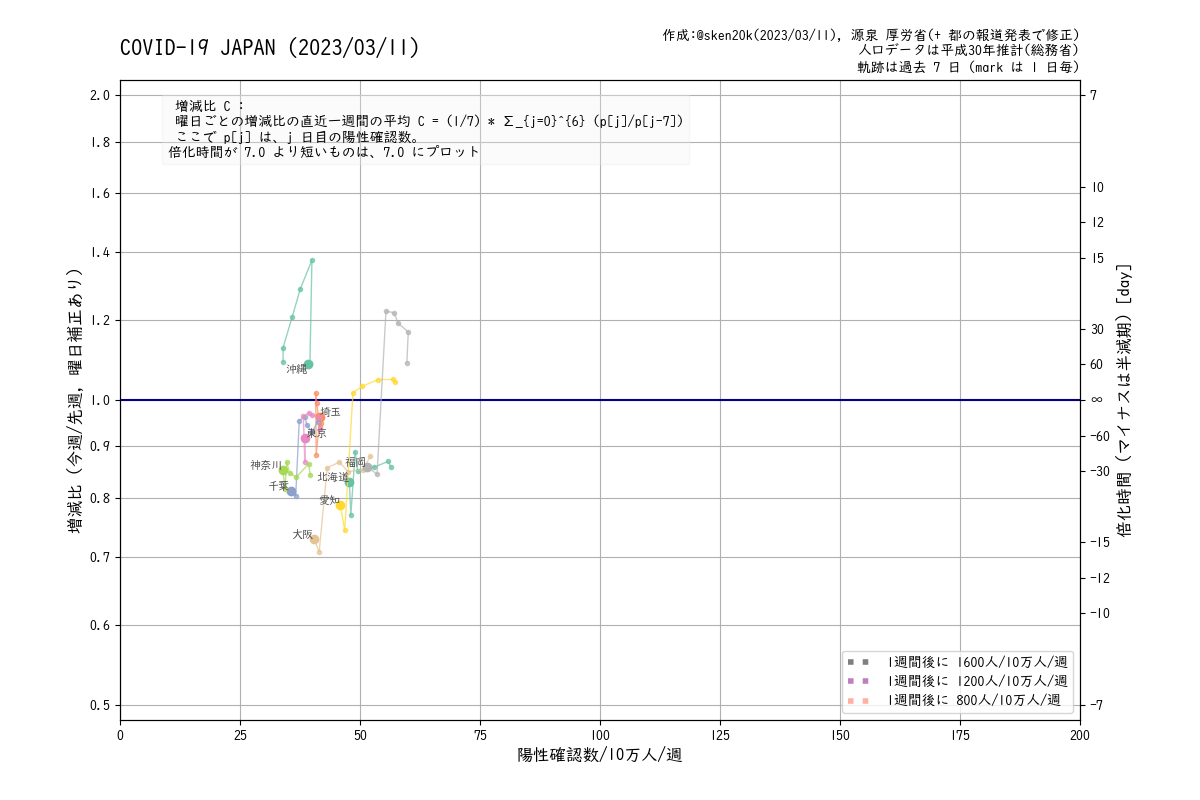 COVID-19 JAPAN (2023/03/11)
作成:@sken20k(2023/03/11), 源泉 厚労省(+ 都の報道発表で修正)
人口データは平成30年推計(総務省)
軌跡は過去 7 日 (mark は 1 日毎)
増減比 C :
曜日ごとの増減比の直近一週間の平均 C = (1/7) * Σ_{j=0}^{6} (p[j]/p[j-7])
ここで p[j] は、j 日目の陽性確認数。
倍化時間が 7.0 より短いものは、7.0 にプロット
増減比 (今週/先週, 曜日補正あり)
2.0
1.8
1.6
1.4
1.2
1.0
0.9
0.8
0.7
0.6
0.5
沖縄
埼玉
東京
神奈川
福岡
北海道
千葉
愛知
大阪
7
10
12
15
30
60
∞
−60
−30
−15
−12
−10
−7
倍化時間 (マイナスは半減期) [day]
1週間後に 1600人/10万人/週
1週間後に 1200人/10万人/週
1週間後に 800人/10万人/週
0 25 50 75 100 125 150 175 200
陽性確認数/10万人/週